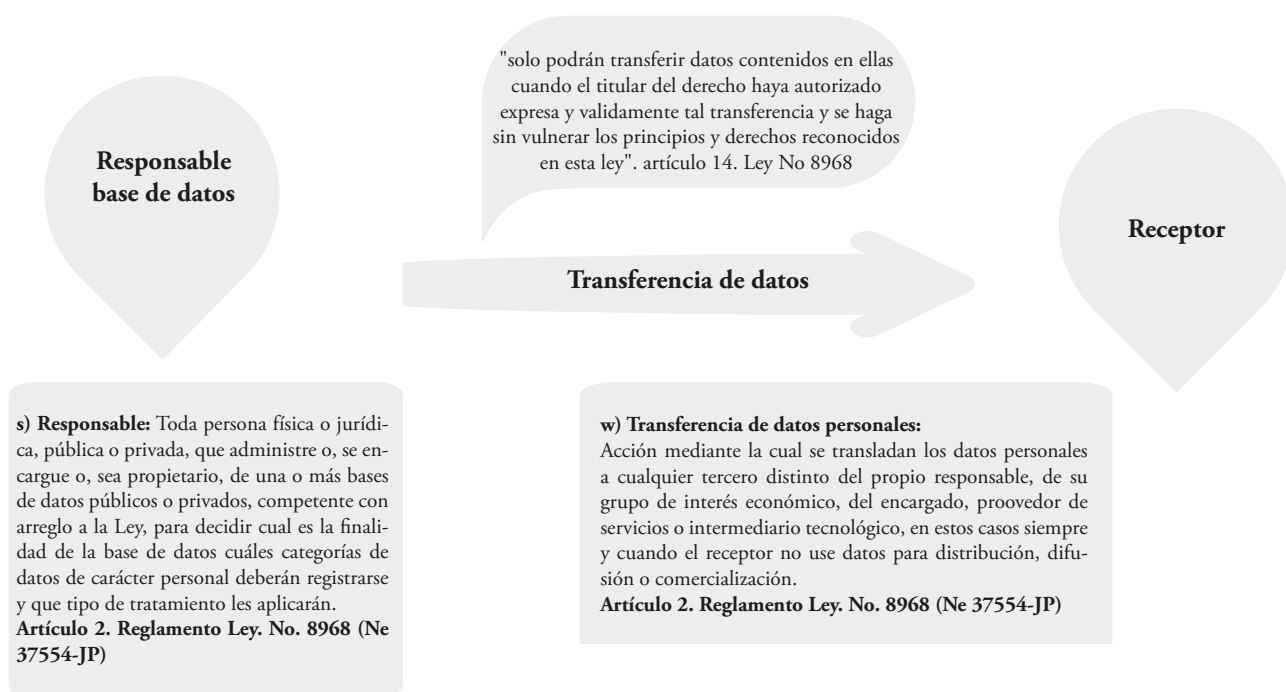 "solo podrán transferir datos contenidos en ellas
cuando el titular del derecho haya autorizado
expresa y validamente tal transferencia y se haga
sin vulnerar los principios y derechos reconocidos
en esta ley". artículo 14. Ley No 8968
Responsable
base de datos
Receptor
Transferencia de datos
s) Responsable: Toda persona física o jurídi-
ca, pública o privada, que administre o, se en-
cargue o, sea propietario, de una o más bases
de datos públicos o privados, competente con
arreglo a la Ley, para decidir cual es la finali-
dad de la base de datos cuáles categorías de
datos de carácter personal deberán registrarse
y que tipo de tratamiento les aplicarán.
Artículo 2. Reglamento Ley. No. 8968 (Ne
37554-JP)
w) Transferencia de datos personales:
Acción mediante la cual se transladan los datos personales
a cualquier tercero distinto del propio responsable, de su
grupo de interés económico, del encargado, proovedor de
servicios o intermediario tecnológico, en estos casos siempre
y cuando el receptor no use datos para distribución, difu-
sión o comercialización.
Artículo 2. Reglamento Ley. No. 8968 (Ne 37554-JP)